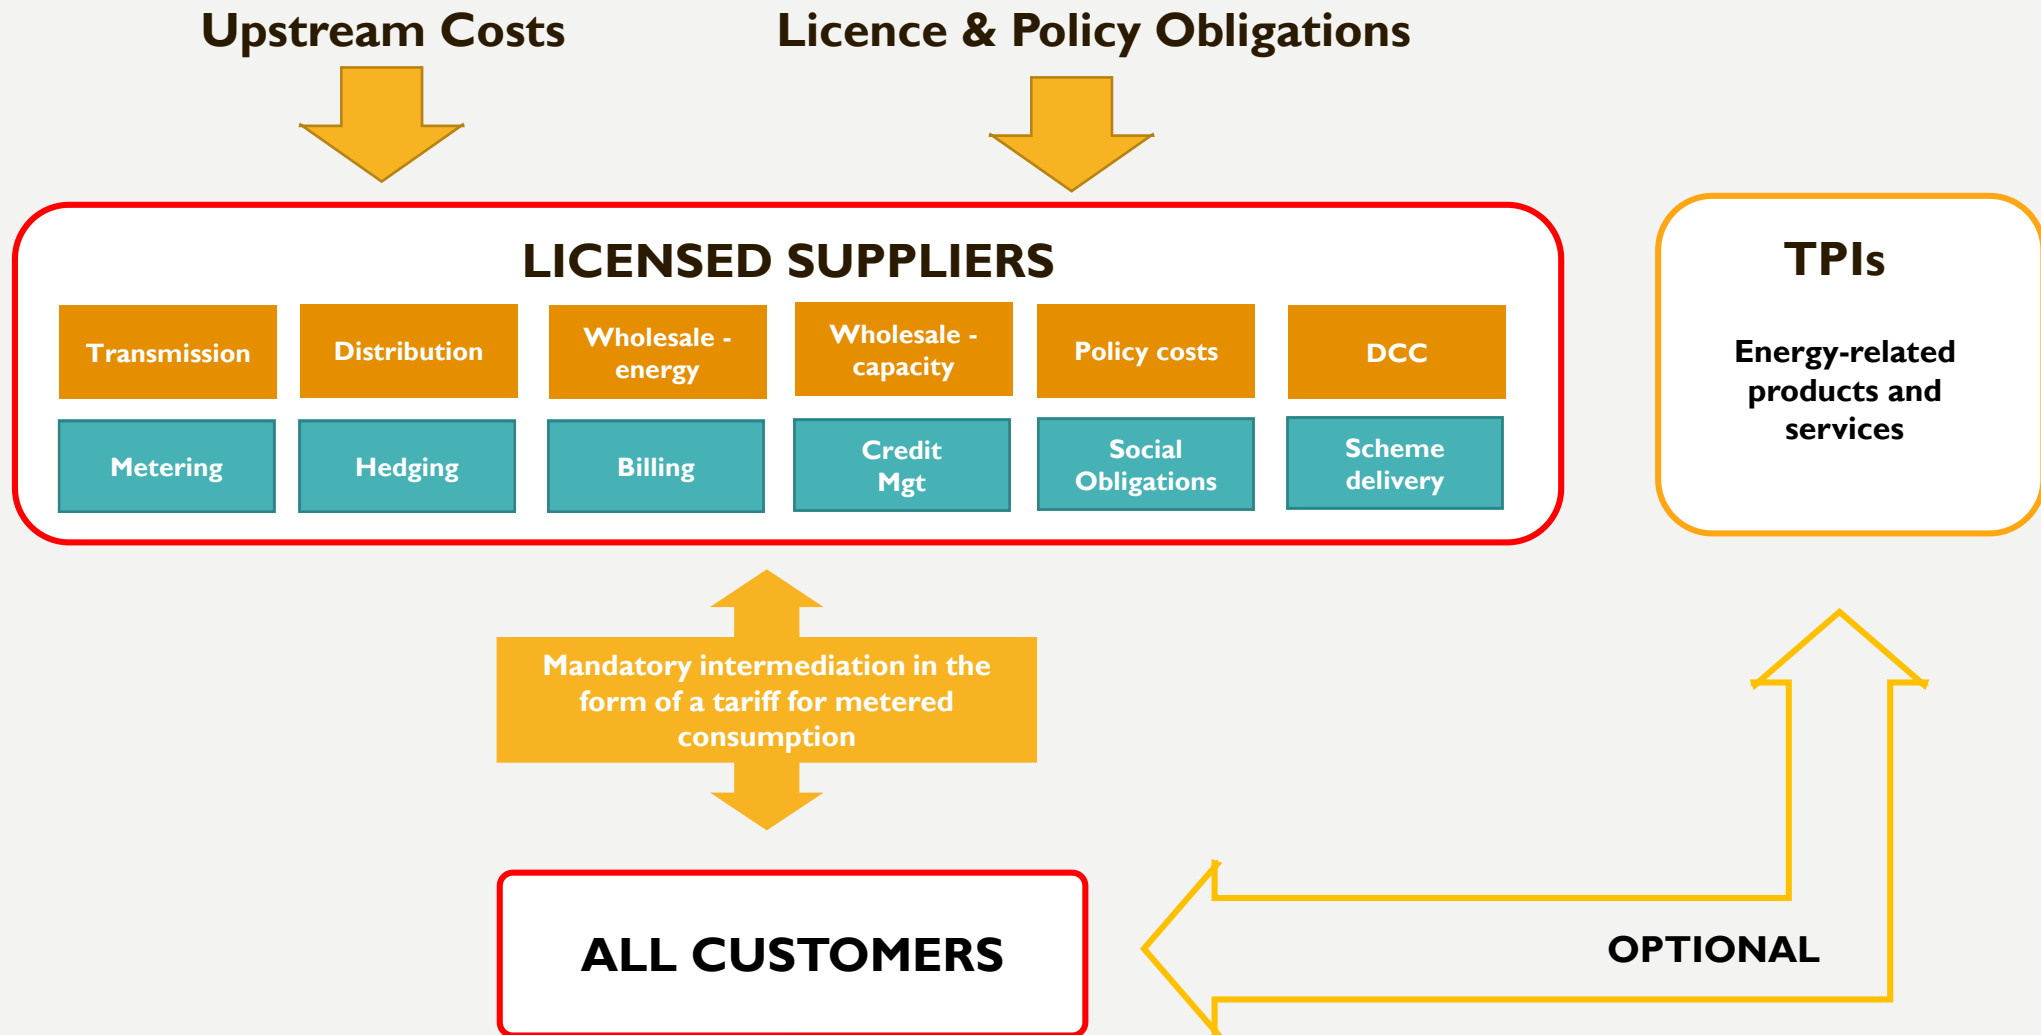 Upstream Costs
Licence & Policy Obligations
LICENSED SUPPLIERS
Transmission
Distribution
Wholesale -
energy
Wholesale -
capacity
Policy costs
DCC
Metering
Hedging
Billing
Credit
Mgt
Social
Obligations
Scheme
delivery
TPIs
Energy-related
products and
services
Mandatory intermediation in the
form of a tariff for metered
consumption
ALL CUSTOMERS
OPTIONAL